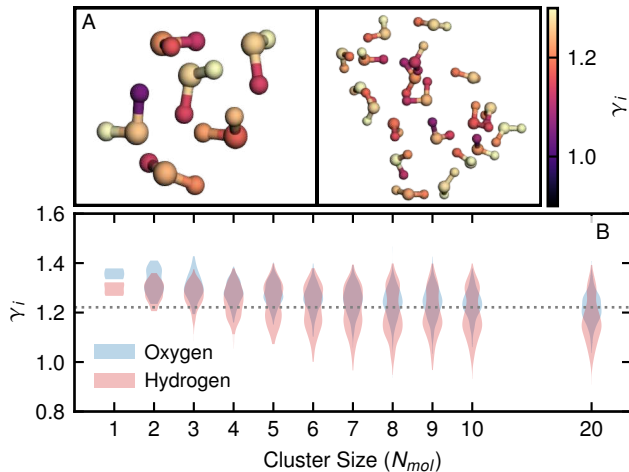 A
1.2
1.0
γi
B
1.6
1.4
1.2
1.0
0.8
γi
Oxygen
Hydrogen
1 2 3 4 5 6 7 8 9 10 20
Cluster Size (Nmol)